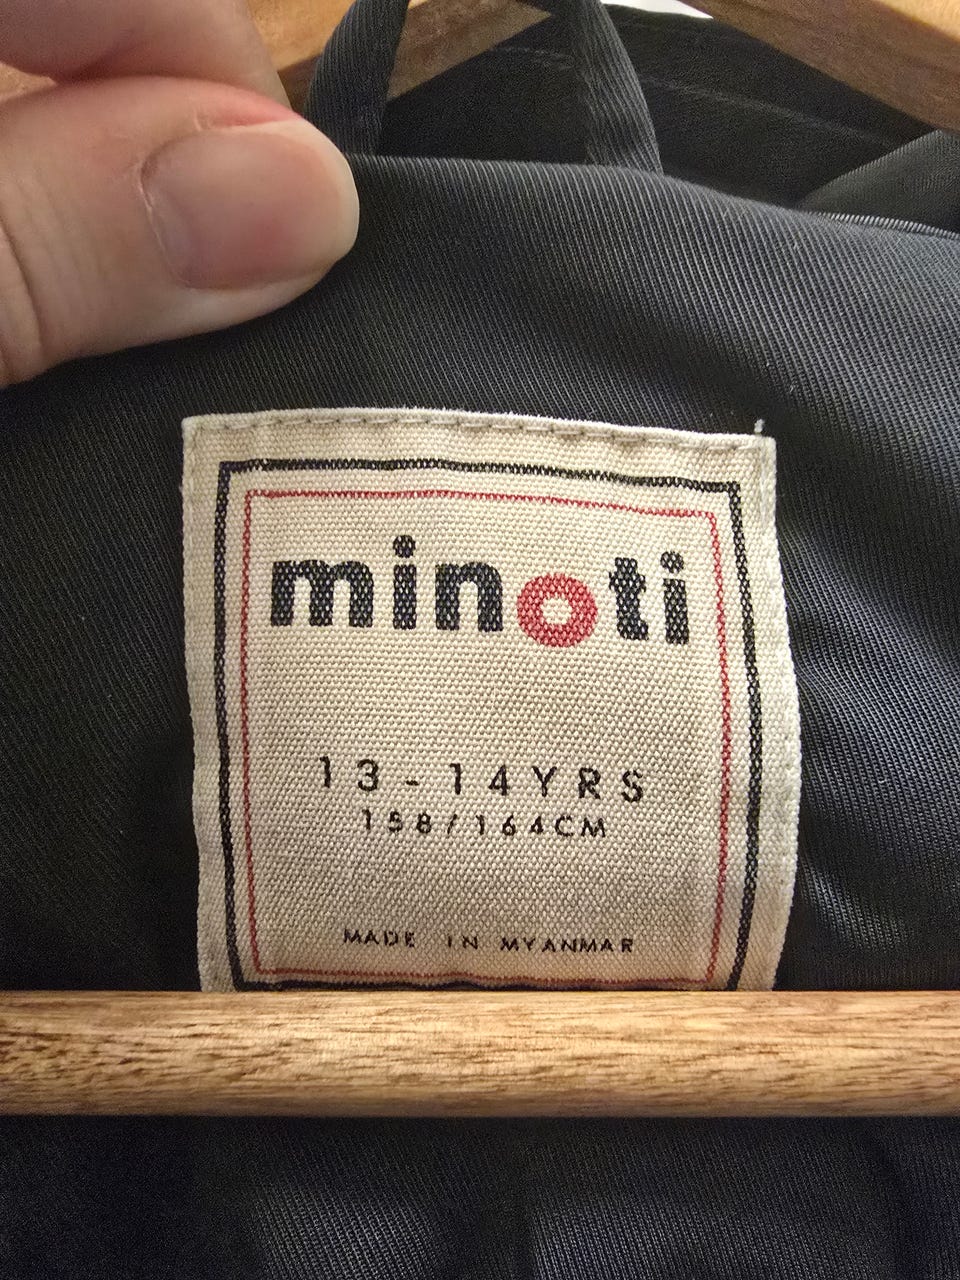 minoti
13-14YRS
158/164CM
MADE IN MYANMAR